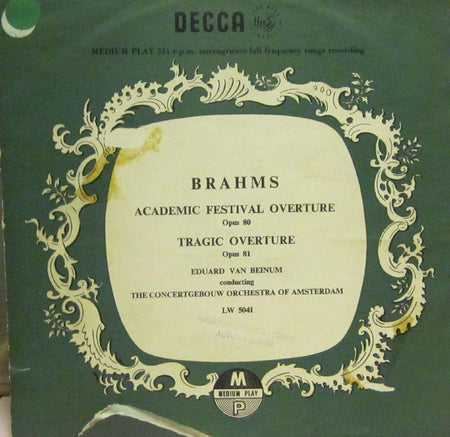 DECCA
MEDIUM PLAY 33⅓ r.p.m. microgroove full frequency range recording
BRAHMS
ACADEMIC FESTIVAL OVERTURE
Opus 80
TRAGIC OVERTURE
Opus 81
EDUARD VAN BEINUM
conducting
THE CONCERTGEBOUW ORCHESTRA OF AMSTERDAM
LW 5041
M
MEDIUM PLAY
P